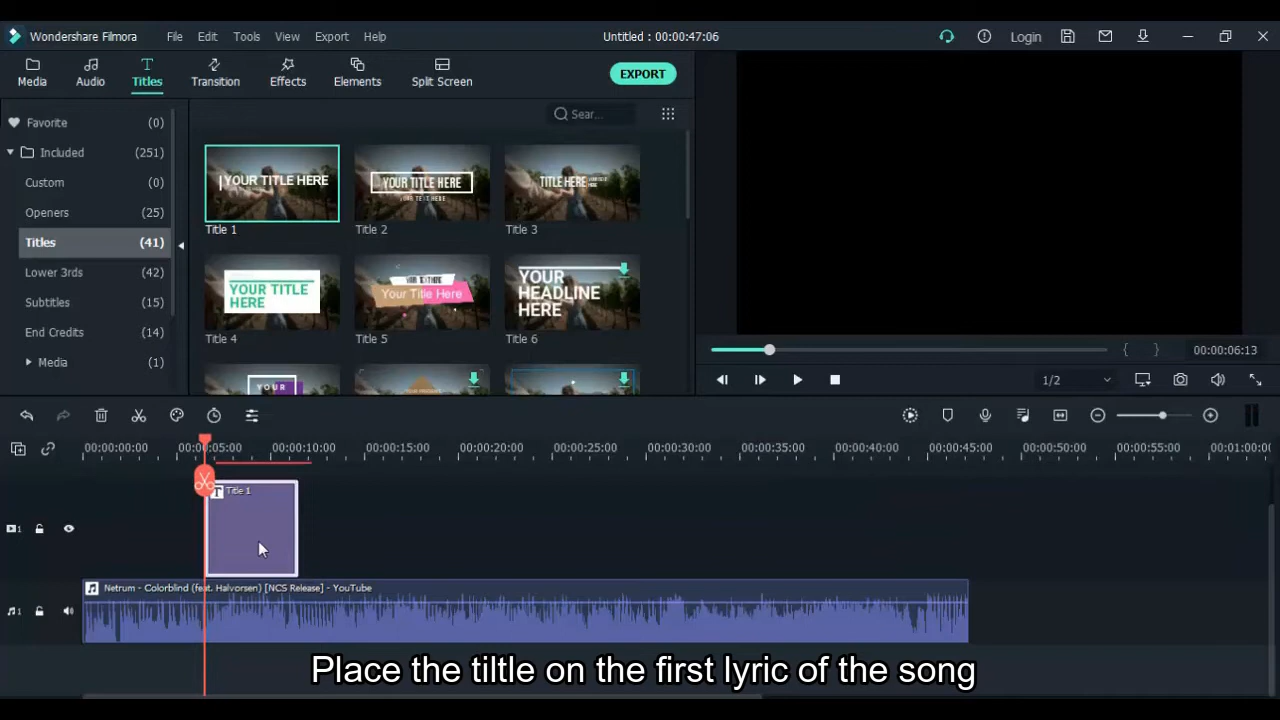 Wondershare Filmora File Edit Tools View Export Help Untitled : 00:00:47:06 Login
Media Audio Titles Transition Effects Elements Split Screen EXPORT
Favorite (0)
Sear...
Included (251)
Custom (0)
Openers (25)
Titles (41)
Lower 3rds (42)
Subtitles (15)
End Credits (14)
Media (1)
YOUR TITLE HERE
Title 1
YOUR TITLE HERE
Title 2
TITLE HERE
Title 3
YOUR TITLE
HERE
Title 4
YOUR TEXT HERE
Your Title Here
Title 5
YOUR
HEADLINE
HERE
Title 6
YOUR
{ } 00:00:06:13
1/2
00:00:00:00 00:00:05:00 00:00:10:00 00:00:15:00 00:00:20:00 00:00:25:00 00:00:30:00 00:00:35:00 00:00:40:00 00:00:45:00 00:00:50:00 00:00:55:00 00:01:00:00
T Title 1
1
Netrum - Colorblind (feat. Halvorsen) [NCS Release] - YouTube
1
Place the tiltle on the first lyric of the song